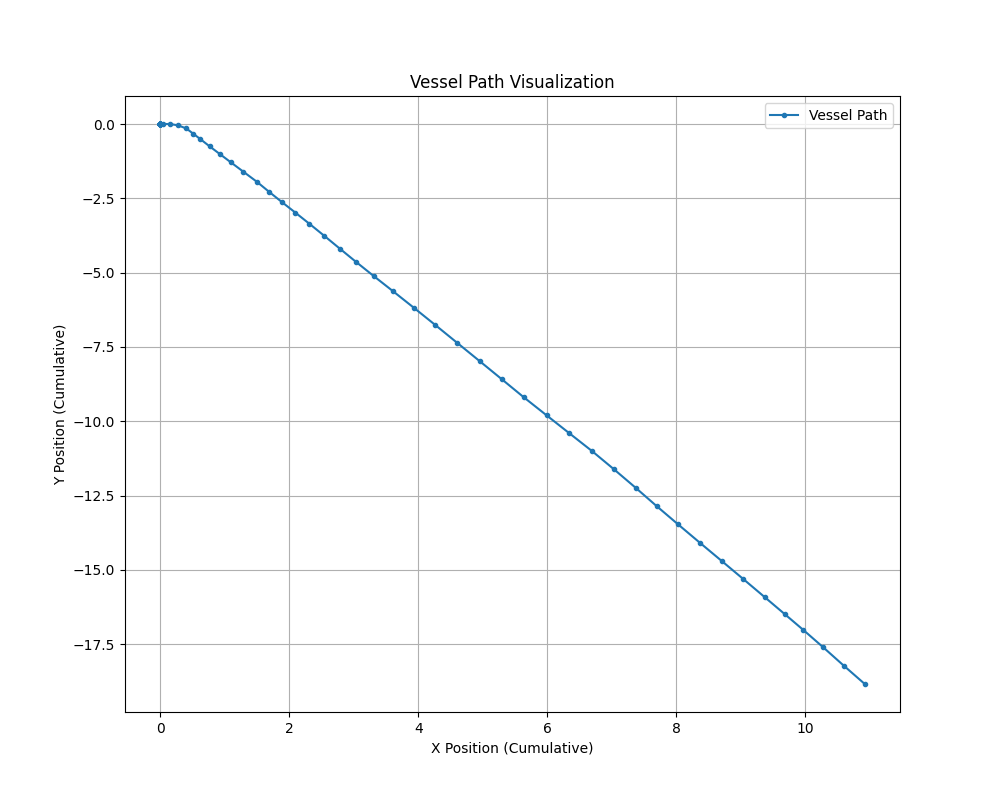 Vessel Path Visualization
Vessel Path
0.0
−2.5
−5.0
−7.5
−10.0
−12.5
−15.0
−17.5
Y Position (Cumulative)
0 2 4 6 8 10
X Position (Cumulative)